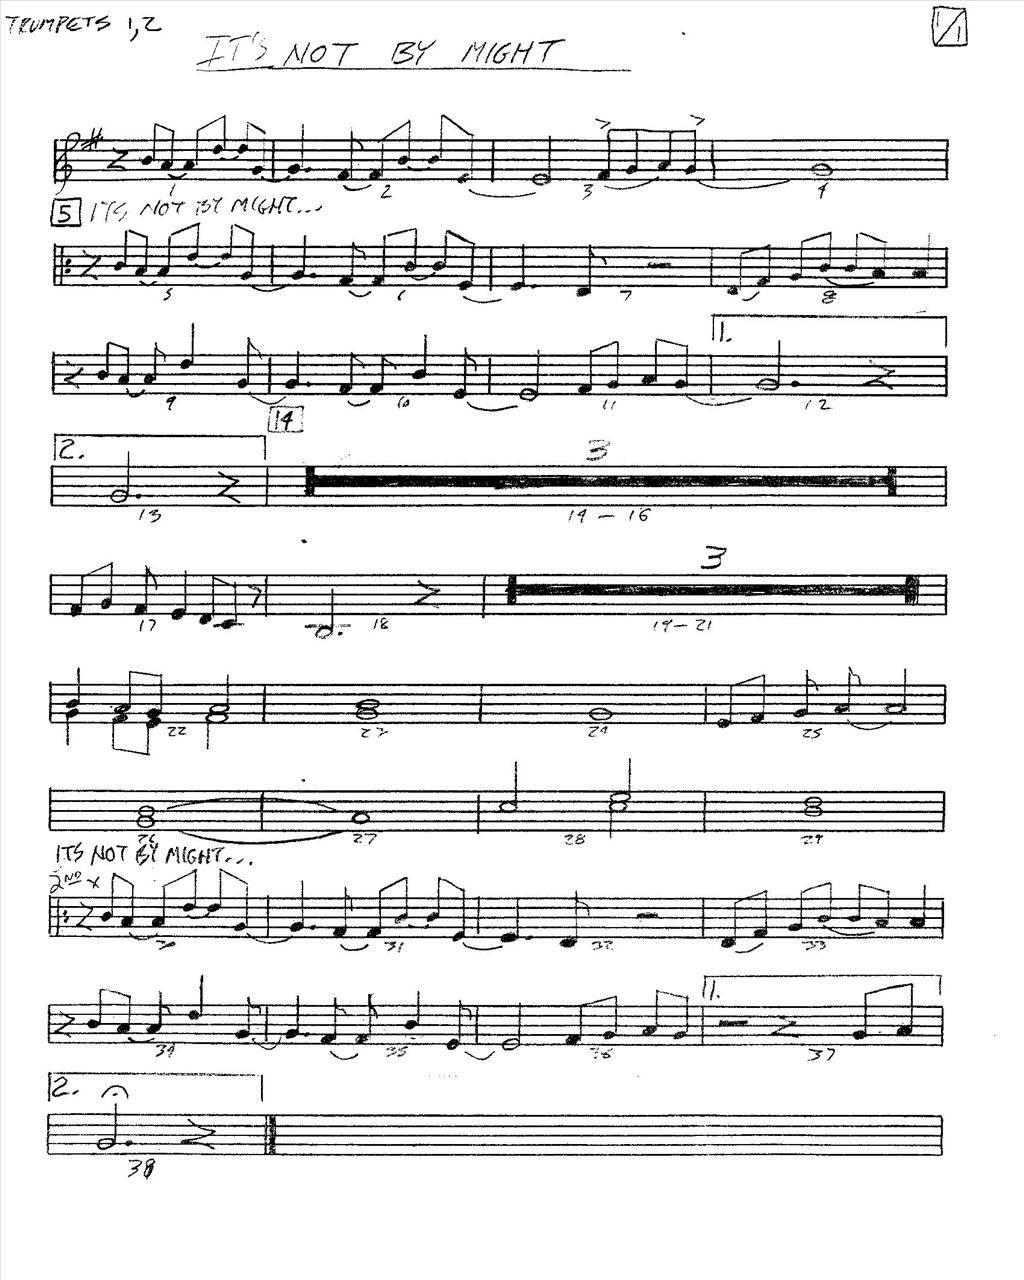 TRUMPETS 1,2
1/1
IT'S NOT BY MIGHT
1 2 3 4
5 ITS NOT BY MIGHT...
5 6 7 8
1.
9 10 11 12
14
2.
3
13 14 - 16
3
17 18 19-21
22 23 24 25
26 27 28 29
ITS NOT BY MIGHT...
2ND X
30 31 32 33
1.
34 35 36 37
2.
38